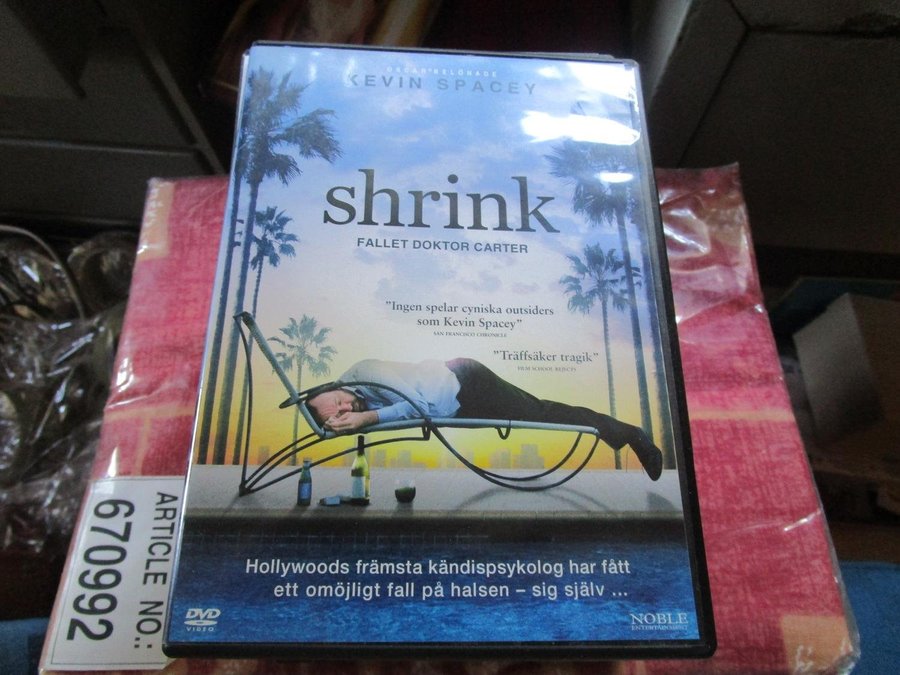 OSCAR®BELÖNADE
KEVIN SPACEY
shrink
FALLET DOKTOR CARTER
”Ingen spelar cyniska outsiders
som Kevin Spacey”
SAN FRANCISCO CHRONICLE
”Träffsäker tragik”
FILM SCHOOL REJECTS
Hollywoods främsta kändispsykolog har fått
ett omöjligt fall på halsen – sig själv ...
DVD
VIDEO
NOBLE
ENTERTAINMENT
ARTICLE NO.:
670992